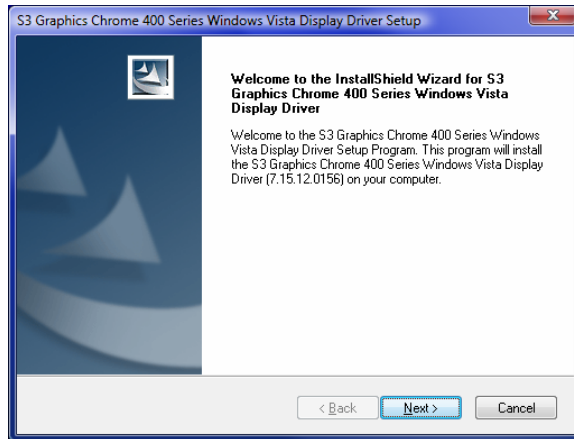 S3 Graphics Chrome 400 Series Windows Vista Display Driver Setup
Welcome to the InstallShield Wizard for S3
Graphics Chrome 400 Series Windows Vista
Display Driver
Welcome to the S3 Graphics Chrome 400 Series Windows
Vista Display Driver Setup Program. This program will install
the S3 Graphics Chrome 400 Series Windows Vista Display
Driver (7.15.12.0156) on your computer.
< Back
Next >
Cancel